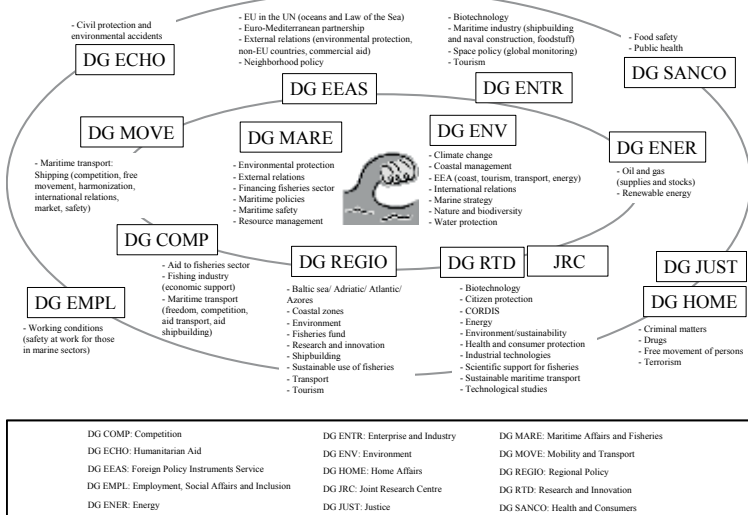 - Civil protection and
environmental accidents
DG ECHO
- EU in the UN (oceans and Law of the Sea)
- Euro-Mediterranean partnership
- External relations (environmental protection,
non-EU countries, commercial aid)
- Neighborhood policy
DG EEAS
- Biotechnology
- Maritime industry (shipbuilding
and naval construction, foodstuff)
- Space policy (global monitoring)
- Tourism
DG ENTR
- Food safety
- Public health
DG SANCO
DG MOVE
- Maritime transport:
Shipping (competition, free
movement, harmonization,
international relations,
market, safety)
DG MARE
- Environmental protection
- External relations
- Financing fisheries sector
- Maritime policies
- Maritime safety
- Resource management
DG ENV
- Climate change
- Coastal management
- EEA (coast, tourism, transport, energy)
- International relations
- Marine strategy
- Nature and biodiversity
- Water protection
DG ENER
- Oil and gas
(supplies and stocks)
- Renewable energy
DG COMP
- Aid to fisheries sector
- Fishing industry
(economic support)
- Maritime transport
(freedom, competition,
aid transport, aid
shipbuilding)
DG REGIO
- Baltic sea/ Adriatic/ Atlantic/
Azores
- Coastal zones
- Environment
- Fisheries fund
- Research and innovation
- Shipbuilding
- Sustainable use of fisheries
- Transport
- Tourism
DG RTD
JRC
- Biotechnology
- Citizen protection
- CORDIS
- Energy
- Environment/sustainability
- Health and consumer protection
- Industrial technologies
- Scientific support for fisheries
- Sustainable maritime transport
- Technological studies
DG JUST
DG HOME
- Criminal matters
- Drugs
- Free movement of persons
- Terrorism
DG EMPL
- Working conditions
(safety at work for those
in marine sectors)
DG COMP: Competition
DG ECHO: Humanitarian Aid
DG EEAS: Foreign Policy Instruments Service
DG EMPL: Employment, Social Affairs and Inclusion
DG ENER: Energy
DG ENTR: Enterprise and Industry
DG ENV: Environment
DG HOME: Home Affairs
DG JRC: Joint Research Centre
DG JUST: Justice
DG MARE: Maritime Affairs and Fisheries
DG MOVE: Mobility and Transport
DG REGIO: Regional Policy
DG RTD: Research and Innovation
DG SANCO: Health and Consumers